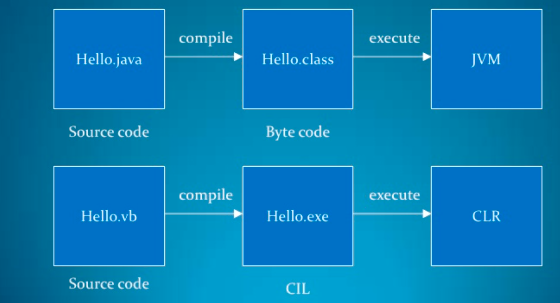 compile
execute
Hello.java
Hello.class
JVM
Source code
Byte code
compile
execute
Hello.vb
Hello.exe
CLR
Source code
CIL